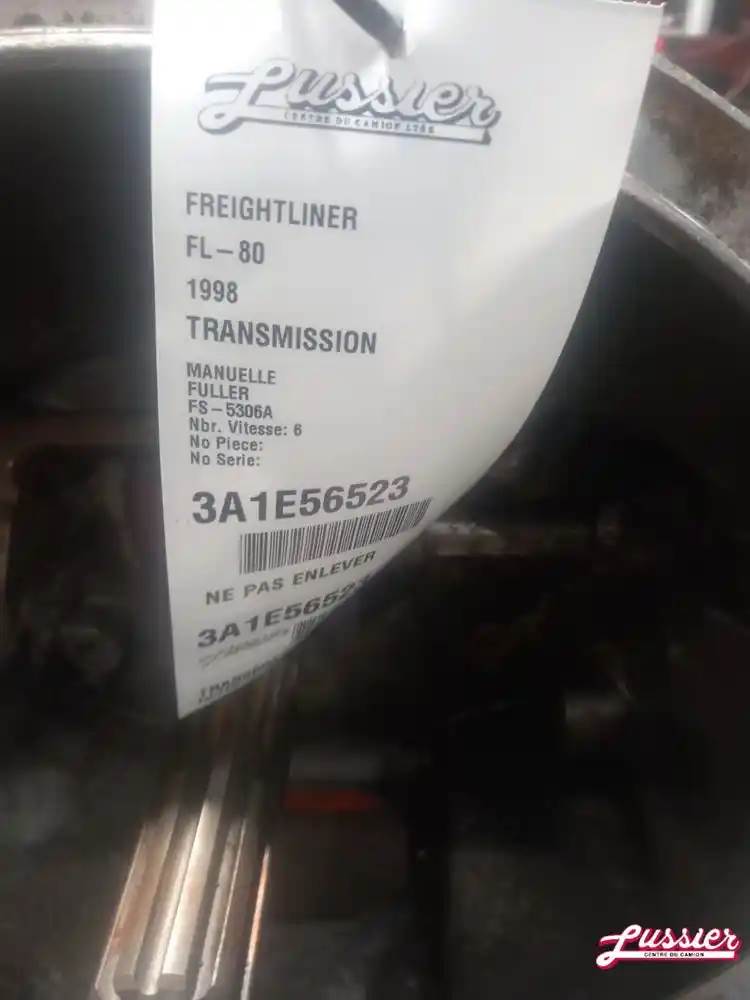 Lussier
CENTRE DU CAMION LTÉE
FREIGHTLINER
FL-80
1998
TRANSMISSION
MANUELLE
FULLER
FS-5306A
Nbr. Vitesse: 6
No Piece:
No Serie:
3A1E56523
NE PAS ENLEVER
3A1E56523
Lussier
CENTRE DU CAMION